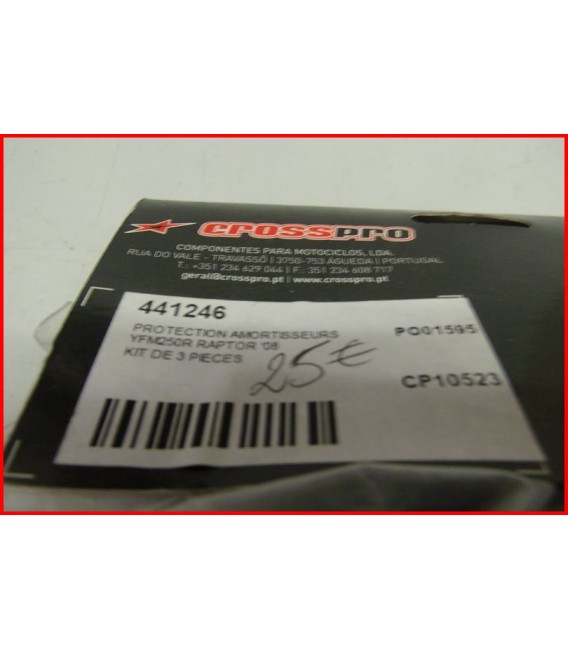 CROSSPRO
COMPONENTES PARA MOTOCICLOS, LDA.
RUA DO VALE - TRAVASSÔ | 3750-753 ÁGUEDA | PORTUGAL
T.: +351 234 629 044 | F.: 351 234 608 717
geral@crosspro.pt | www.crosspro.pt
441246
PROTECTION AMORTISSEURS PO01595
YFM250R RAPTOR '08
KIT DE 3 PIECES
25€
CP10523